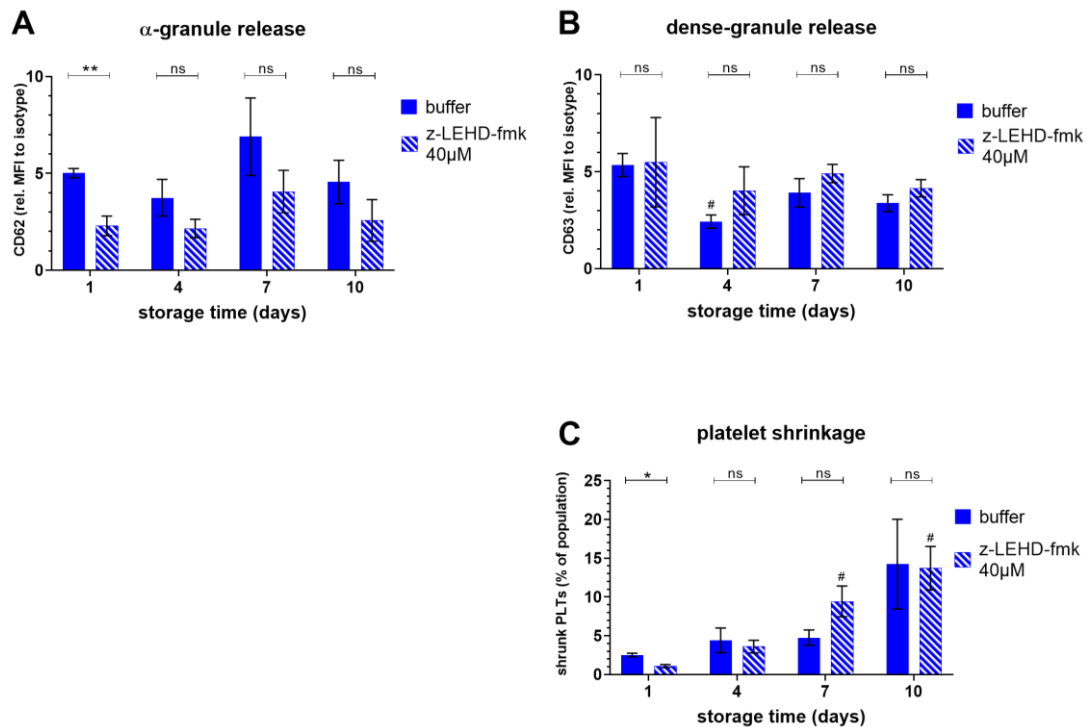 A
α-granule release
** ns ns ns
10
5
0
CD62 (rel. MFI to isotype)
1 4 7 10
storage time (days)
buffer
z-LEHD-fmk
40µM
B
dense-granule release
ns ns ns ns
10
5
0
CD63 (rel. MFI to isotype)
#
1 4 7 10
storage time (days)
buffer
z-LEHD-fmk
40µM
C
platelet shrinkage
* ns ns ns
25
20
15
10
5
0
shrunk PLTs (% of population)
# #
1 4 7 10
storage time (days)
buffer
z-LEHD-fmk
40µM